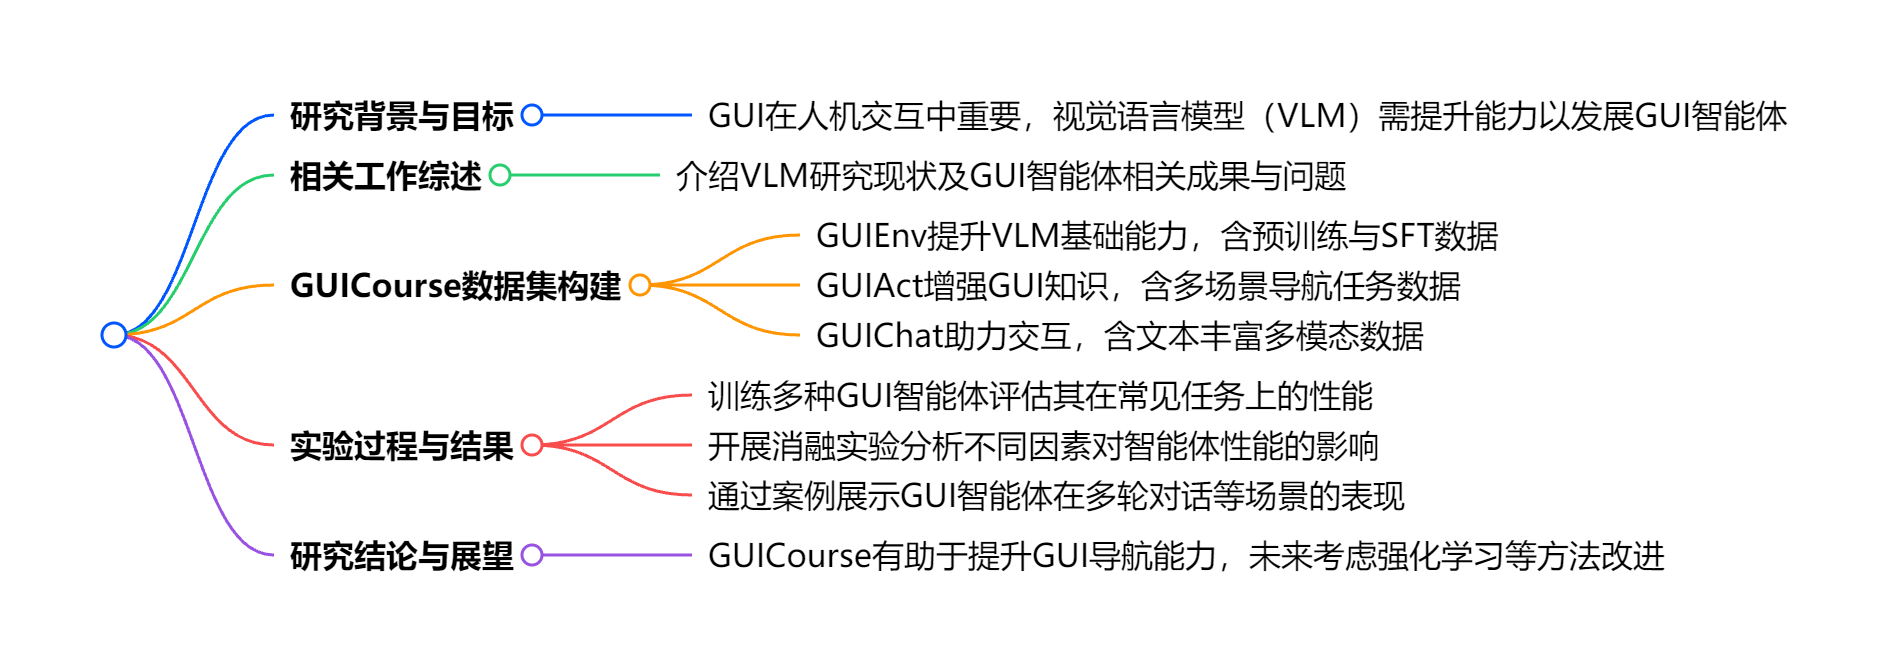 研究背景与目标
GUI在人机交互中重要，视觉语言模型（VLM）需提升能力以发展GUI智能体
相关工作综述
介绍VLM研究现状及GUI智能体相关成果与问题
GUICourse数据集构建
GUIEnv提升VLM基础能力，含预训练与SFT数据
GUIAct增强GUI知识，含多场景导航任务数据
GUIChat助力交互，含文本丰富多模态数据
实验过程与结果
训练多种GUI智能体评估其在常见任务上的性能
开展消融实验分析不同因素对智能体性能的影响
通过案例展示GUI智能体在多轮对话等场景的表现
研究结论与展望
GUICourse有助于提升GUI导航能力，未来考虑强化学习等方法改进